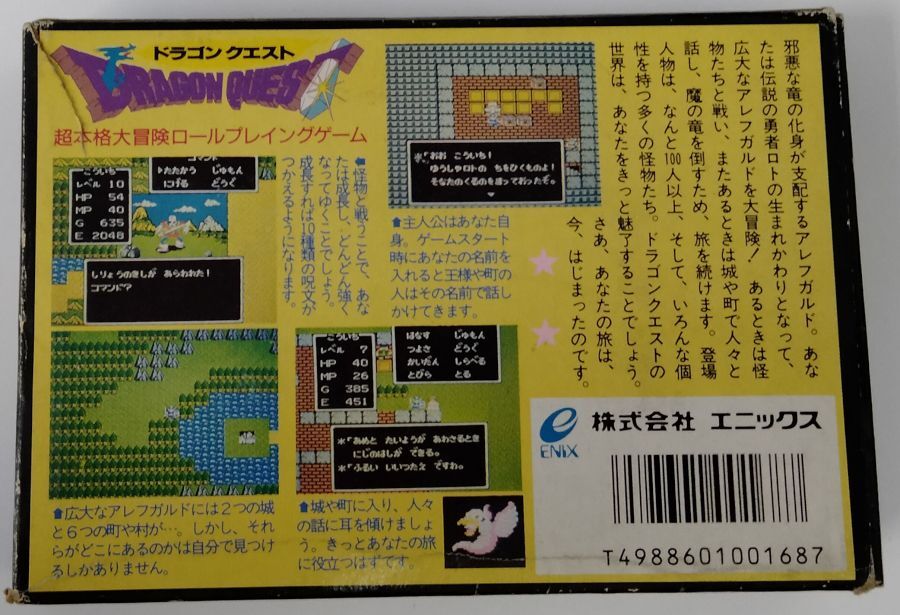 ドラゴンクエスト
DRAGON QUEST
超本格大冒険ロールプレイングゲーム
コマンド
こういち
レベル 10
HP 54
MP 40
G 635
E 2048
▶たたかう じゅもん
にげる どうぐ
しりょうのきしが あらわれた!
コマンド?
⬆怪物と戦うことで、あな
たは成長し、どんどん強く
なってゆくことでしょう。
成長すれば10種類の呪文が
つかえるようになります。
*「おお こういち!
ゆうしゃロトの ちをひくものよ!
そなたのくるのを待っておったぞ。
⬆主人公はあなた自
身。ゲームスタート
時にあなたの名前を
入れると王様や町の
人はその名前で話し
かけてきます。
邪悪な竜の化身が支配するアレフガルド。あな
たは伝説の勇者ロトの生まれかわりとなって、
広大なアレフガルドを大冒険! あるときは怪
物たちと戦い、またあるときは城や町で人々と
話し、魔の竜を倒すため、旅を続けます。登場
人物は、なんと100人以上、そして、いろんな個
性を持つ多くの怪物たち。ドラゴンクエストの
世界は、あなたをきっと魅了することでしょう。
さあ、あなたの旅は、
今、はじまったのです。
⬆広大なアレフガルドには2つの城
と6つの町や村が…。しかし、それ
らがどこにあるのかは自分で見つけ
るしかありません。
こういち
レベル 7
HP 40
MP 26
G 385
E 451
はなす じゅもん
つよさ どうぐ
かいだん しらべる
とびら とる
*「あめと たいようが あわさるとき
にじのはしが できる。
*「ふるい いいつたえ ですわ。
⬆城や町に入り、人々
の話に耳を傾けましょ
う。きっとあなたの旅
に役立つはずです。
ENIX
株式会社 エニックス
T4988601001687